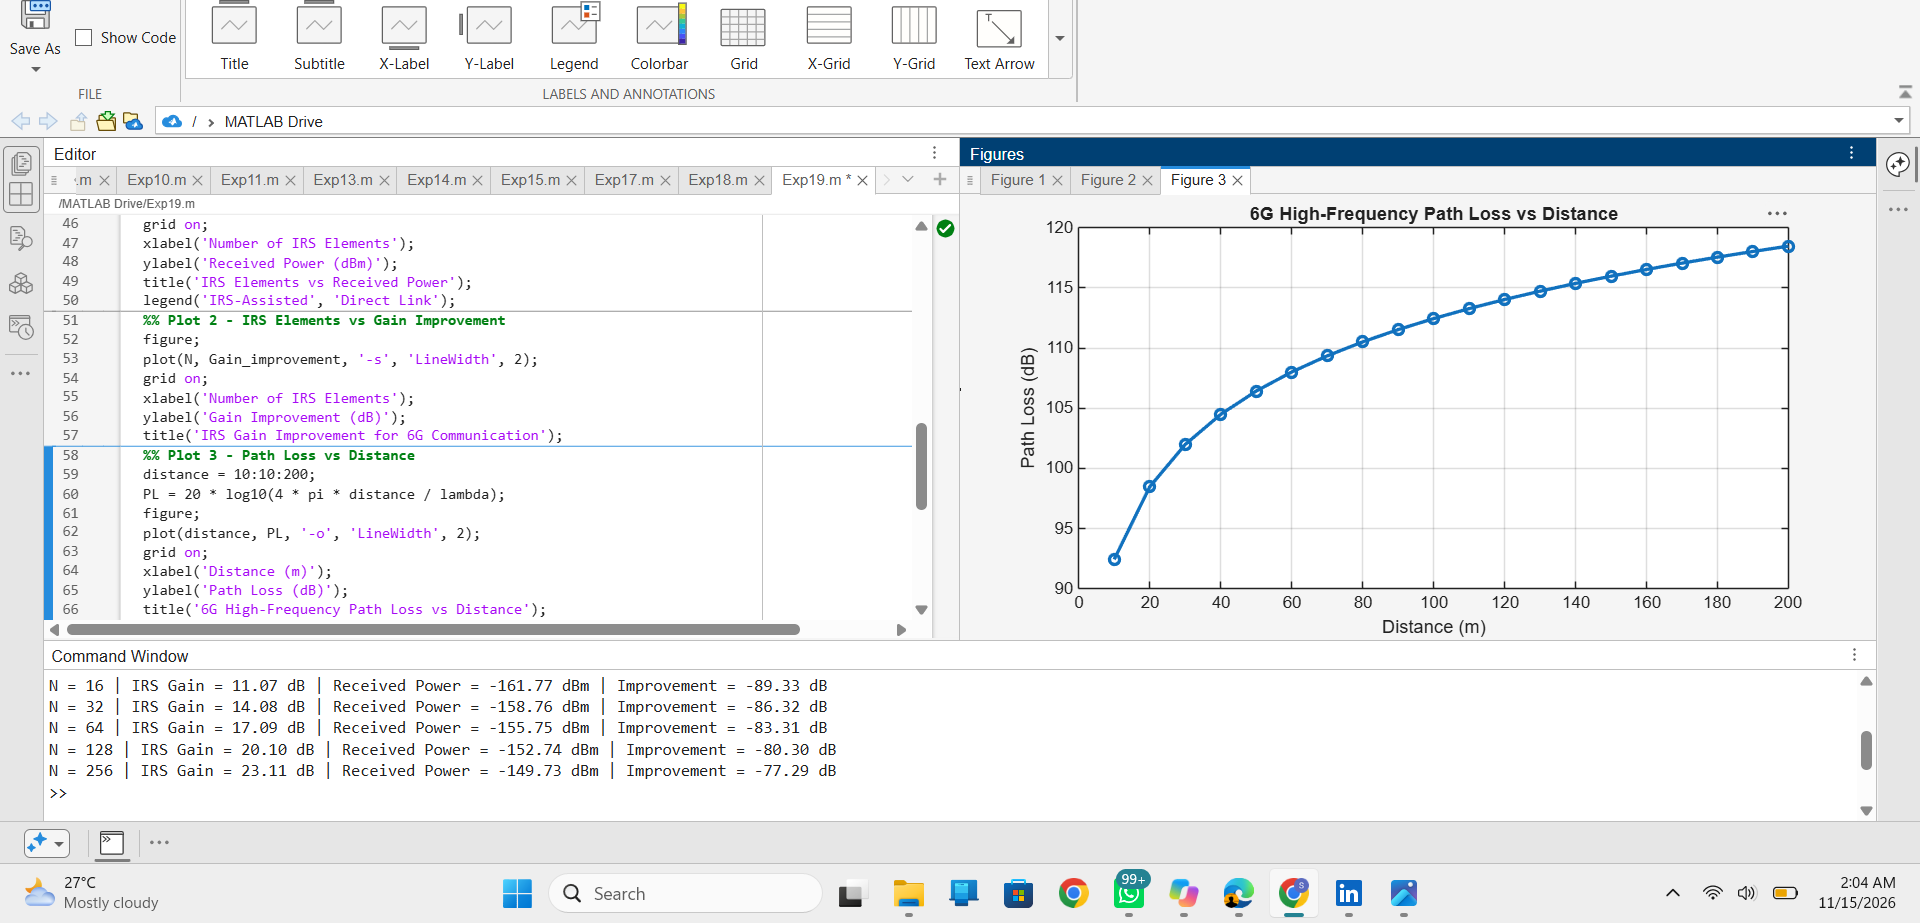 Save As
Show Code
Title
Subtitle
X-Label
Y-Label
Legend
Colorbar
Grid
X-Grid
Y-Grid
Text Arrow
FILE
LABELS AND ANNOTATIONS
/ › MATLAB Drive
Editor
.m
Exp10.m
Exp11.m
Exp13.m
Exp14.m
Exp15.m
Exp17.m
Exp18.m
Exp19.m *
/MATLAB Drive/Exp19.m
46 grid on;
47 xlabel('Number of IRS Elements');
48 ylabel('Received Power (dBm)');
49 title('IRS Elements vs Received Power');
50 legend('IRS-Assisted', 'Direct Link');
51 %% Plot 2 - IRS Elements vs Gain Improvement
52 figure;
53 plot(N, Gain_improvement, '-s', 'LineWidth', 2);
54 grid on;
55 xlabel('Number of IRS Elements');
56 ylabel('Gain Improvement (dB)');
57 title('IRS Gain Improvement for 6G Communication');
58 %% Plot 3 - Path Loss vs Distance
59 distance = 10:10:200;
60 PL = 20 * log10(4 * pi * distance / lambda);
61 figure;
62 plot(distance, PL, '-o', 'LineWidth', 2);
63 grid on;
64 xlabel('Distance (m)');
65 ylabel('Path Loss (dB)');
66 title('6G High-Frequency Path Loss vs Distance');
Figures
Figure 1
Figure 2
Figure 3
6G High-Frequency Path Loss vs Distance
Path Loss (dB)
120
115
110
105
100
95
90
0 20 40 60 80 100 120 140 160 180 200
Distance (m)
Command Window
N = 16 | IRS Gain = 11.07 dB | Received Power = -161.77 dBm | Improvement = -89.33 dB
N = 32 | IRS Gain = 14.08 dB | Received Power = -158.76 dBm | Improvement = -86.32 dB
N = 64 | IRS Gain = 17.09 dB | Received Power = -155.75 dBm | Improvement = -83.31 dB
N = 128 | IRS Gain = 20.10 dB | Received Power = -152.74 dBm | Improvement = -80.30 dB
N = 256 | IRS Gain = 23.11 dB | Received Power = -149.73 dBm | Improvement = -77.29 dB
>>
27°C
Mostly cloudy
Search
99+
2:04 AM
11/15/2026